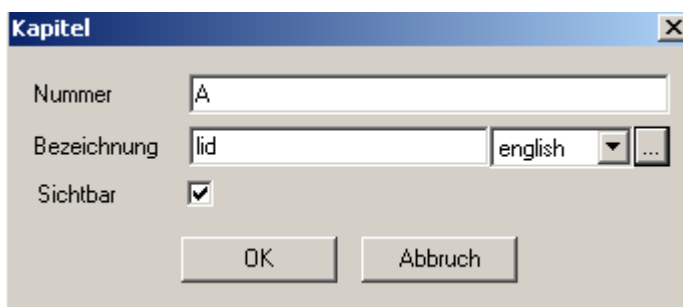 Kapitel
Nummer A
Bezeichnung lid english ...
Sichtbar
OK Abbruch